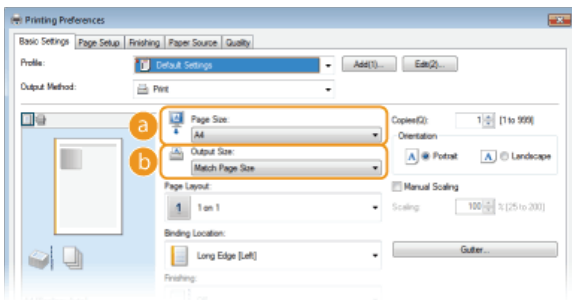 Printing Preferences
Basic Settings Page Setup Finishing Paper Source Quality
Profile: Default Settings Add(1)... Edit(2)...
Output Method: Print
a Page Size: Copies(Q): 1 [1 to 999]
A4 Orientation
b Output Size: A Portrait A Landscape
Match Page Size
Page Layout: Manual Scaling
1 1 on 1 Scaling: 100 % [25 to 200]
Binding Location:
Long Edge [Left] Gutter...
Finishing: